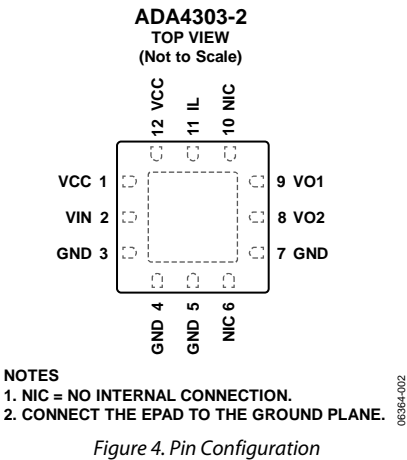 ADA4303-2
TOP VIEW
(Not to Scale)
12 VCC
11 IL
10 NIC
VCC 1
VIN 2
GND 3
9 VO1
8 VO2
7 GND
GND 4
GND 5
NIC 6
NOTES
1. NIC = NO INTERNAL CONNECTION.
2. CONNECT THE EPAD TO THE GROUND PLANE.
06364-002
Figure 4. Pin Configuration